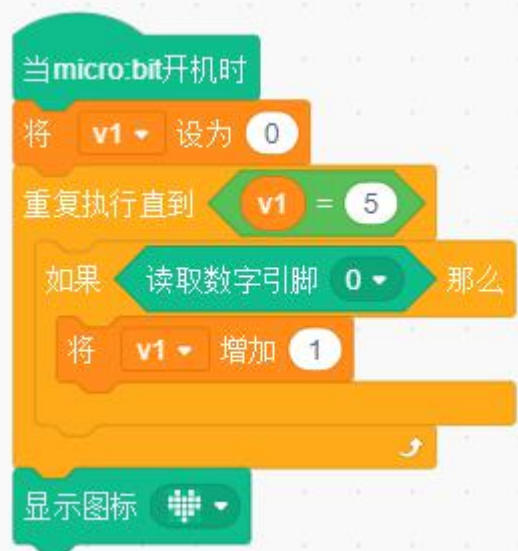 当micro:bit开机时
将 v1 设为 0
重复执行直到 v1 = 5
如果 读取数字引脚 0 那么
将 v1 增加 1
显示图标